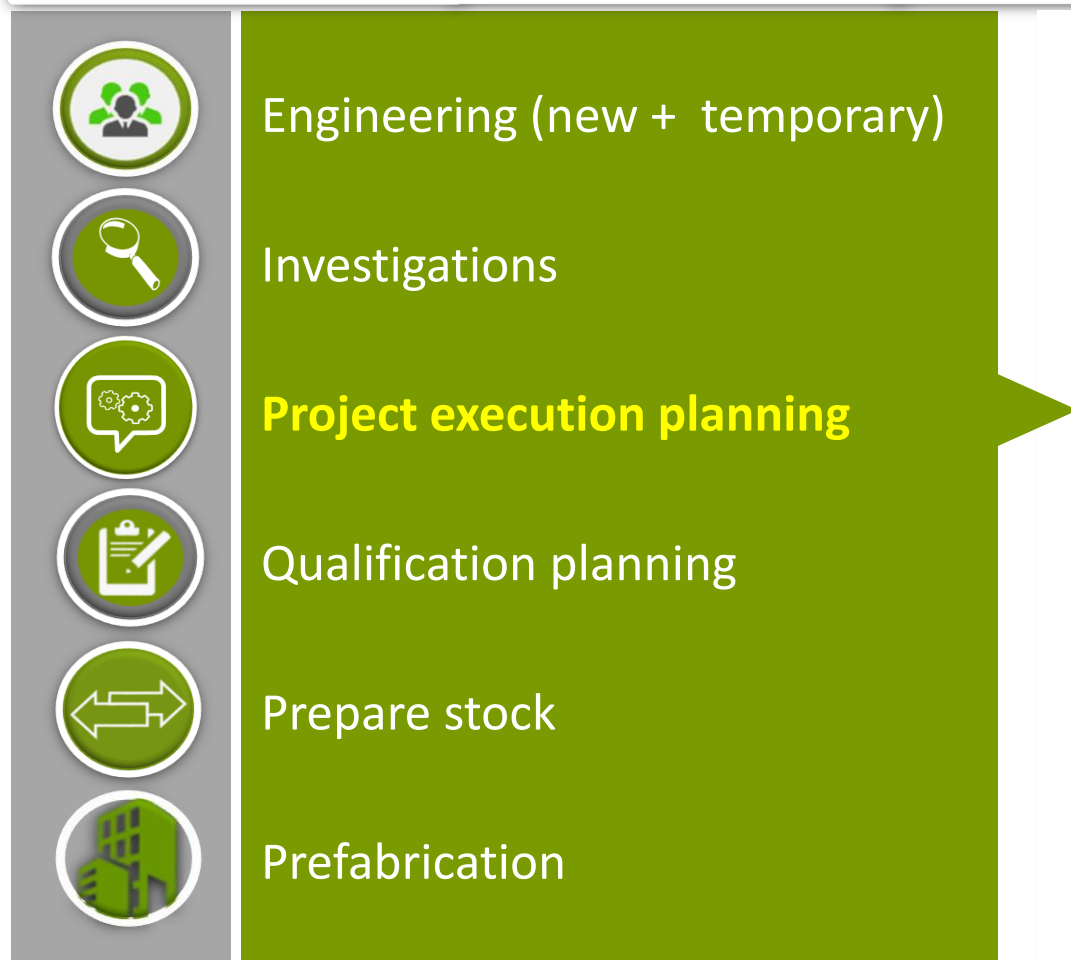 Engineering (new +  temporary)
Investigations
Project execution planning
Qualification planning
Prepare stock
Prefabrication